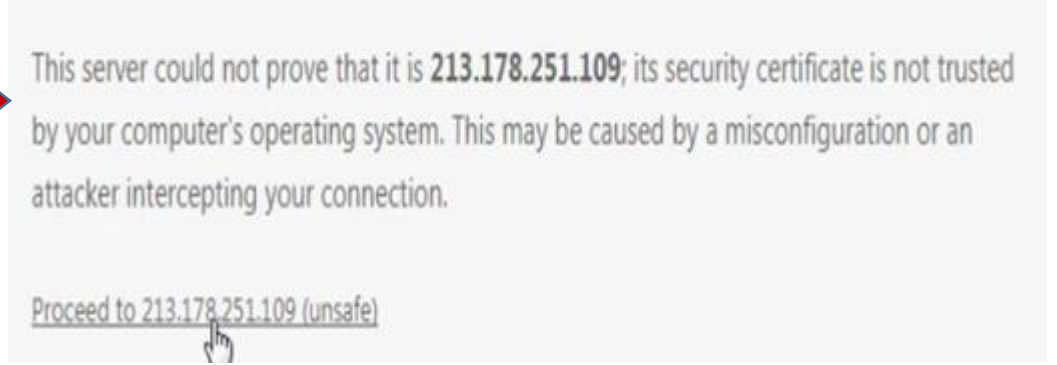 This server could not prove that it is 213.178.251.109; its security certificate is not trusted
by your computer's operating system. This may be caused by a misconfiguration or an
attacker intercepting your connection.
Proceed to 213.178.251.109 (unsafe)